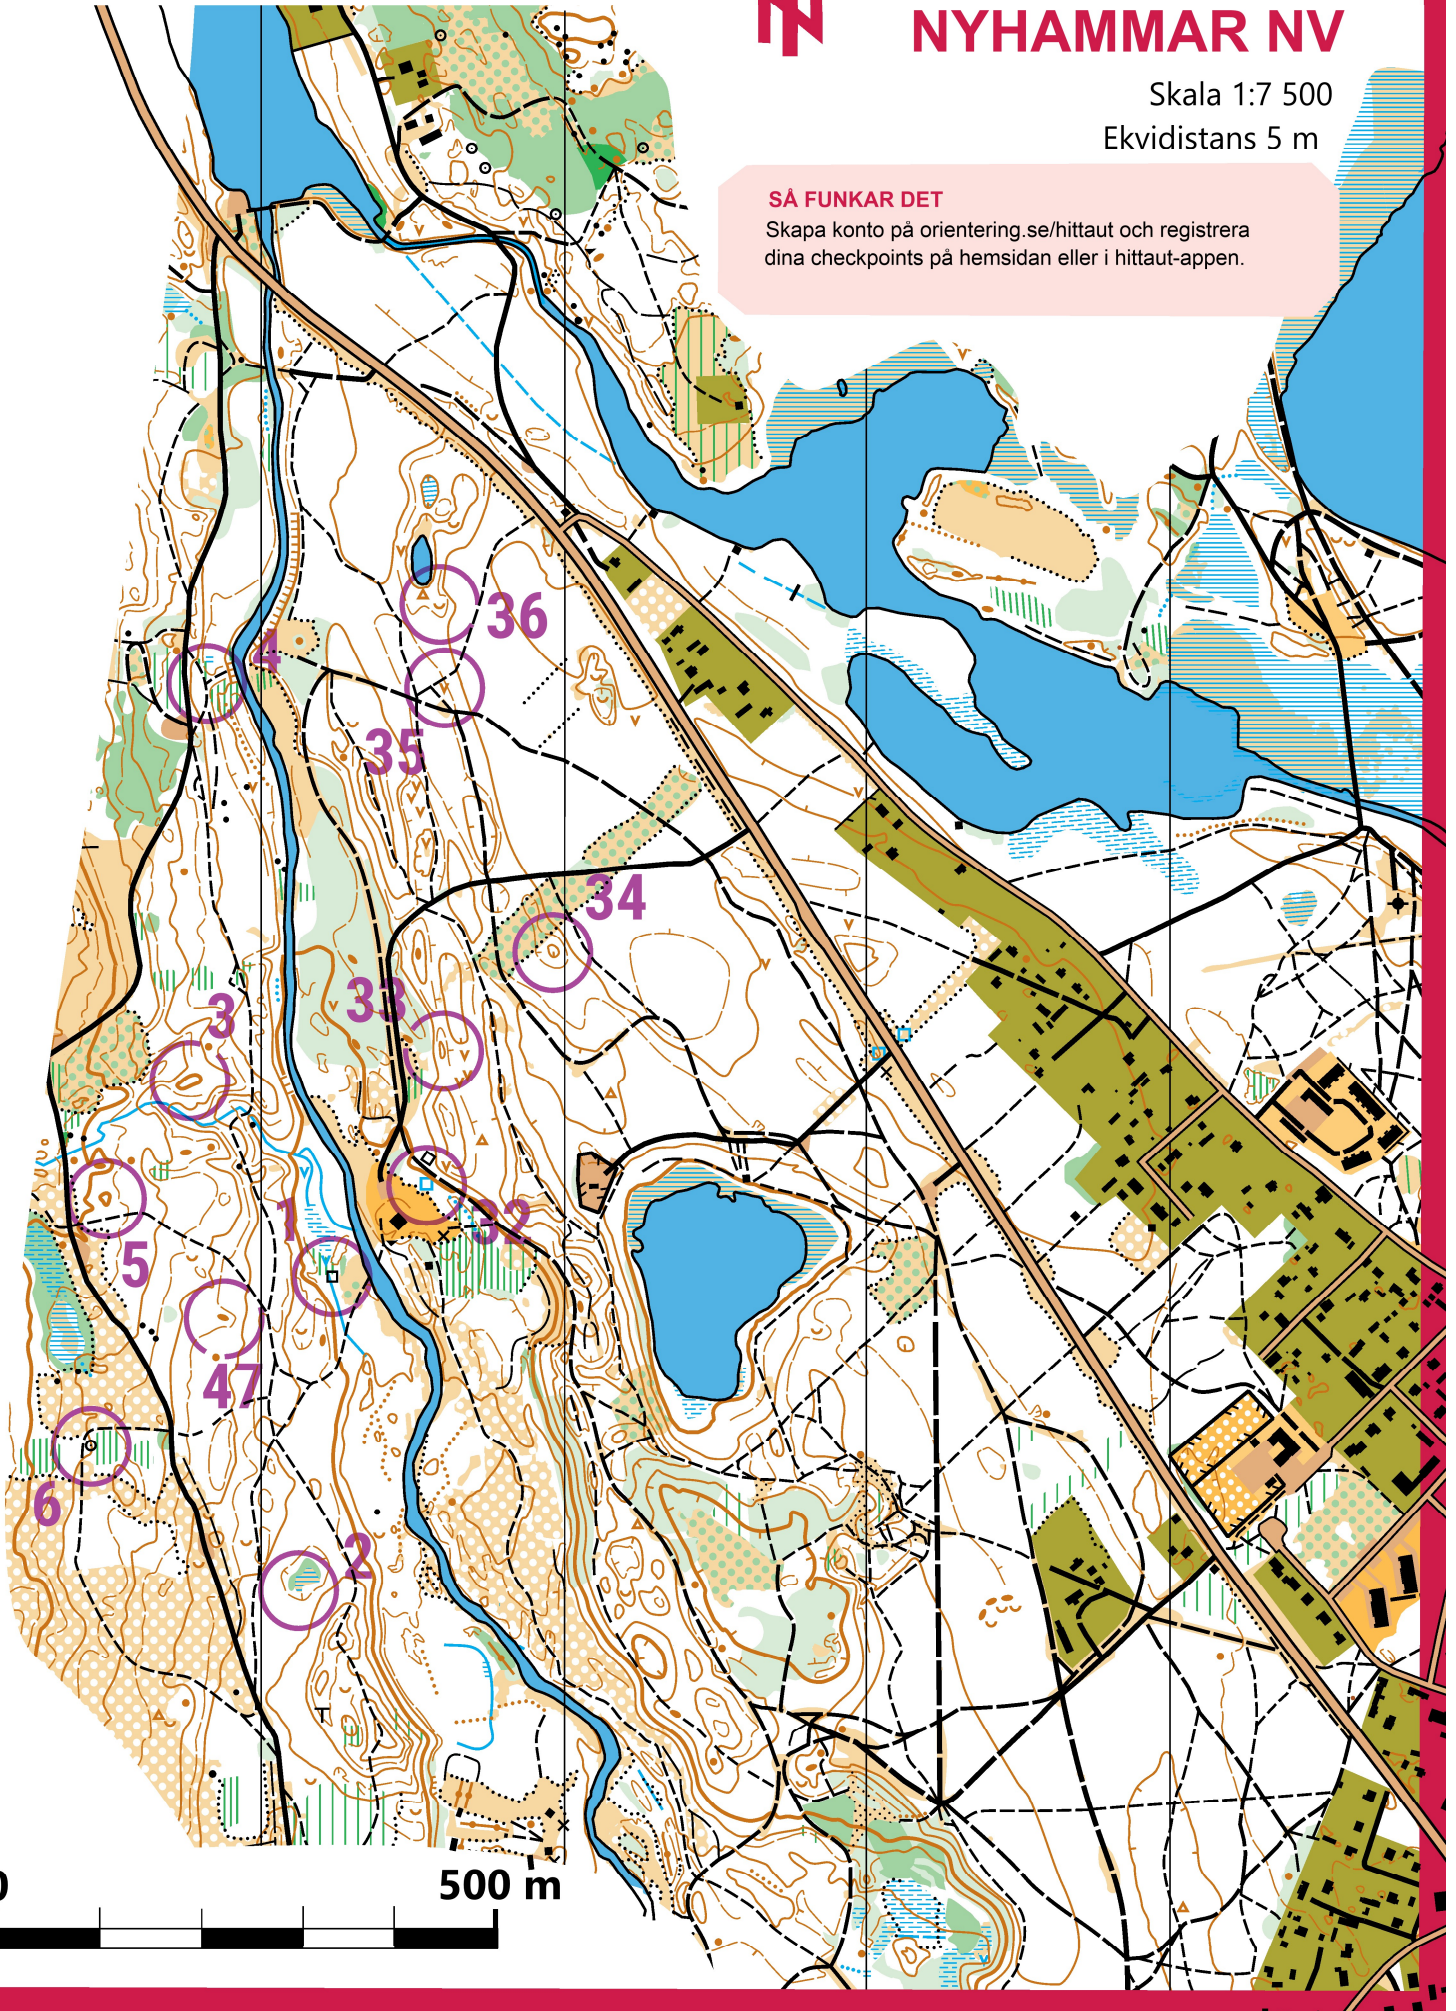 NYHAMMAR NV
Skala 1:7 500
Ekvidistans 5 m
SÅ FUNKAR DET
Skapa konto på orientering.se/hittaut och registrera
dina checkpoints på hemsidan eller i hittaut-appen.
36
4
35
34
33
3
32
1
5
47
6
2
500 m